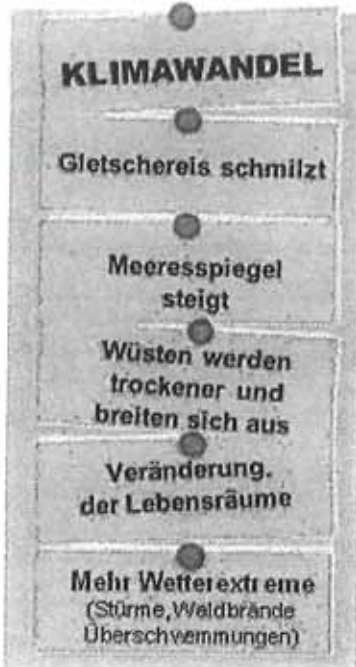 KLIMAWANDEL
Gletschereis schmilzt
Meeresspiegel
steigt
Wüsten werden
trockener und
breiten sich aus
Veränderung.
der Lebensräume
Mehr Wetterextreme
(Stürme,Waldbrände
Überschwemmungen)